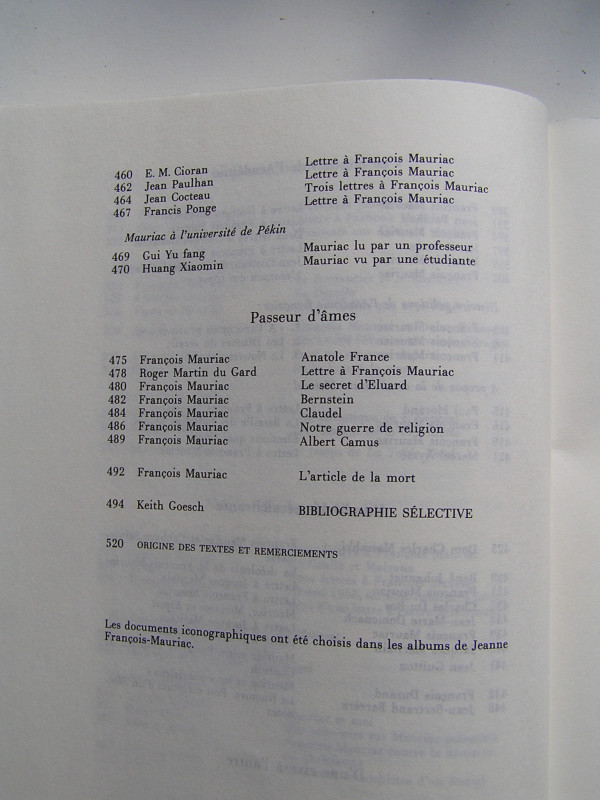 460 E. M. Cioran Lettre à François Mauriac
462 Jean Paulhan Lettre à François Mauriac
464 Jean Cocteau Trois lettres à François Mauriac
467 Francis Ponge Lettre à François Mauriac
Mauriac à l'université de Pékin
469 Gui Yu fang Mauriac lu par un professeur
470 Huang Xiaomin Mauriac vu par une étudiante
Passeur d'âmes
475 François Mauriac Anatole France
478 Roger Martin du Gard Lettre à François Mauriac
480 François Mauriac Le secret d'Eluard
482 François Mauriac Bernstein
484 François Mauriac Claudel
486 François Mauriac Notre guerre de religion
489 François Mauriac Albert Camus
492 François Mauriac L'article de la mort
494 Keith Goesch BIBLIOGRAPHIE SÉLECTIVE
520 ORIGINE DES TEXTES ET REMERCIEMENTS
Les documents iconographiques ont été choisis dans les albums de Jeanne
François-Mauriac.